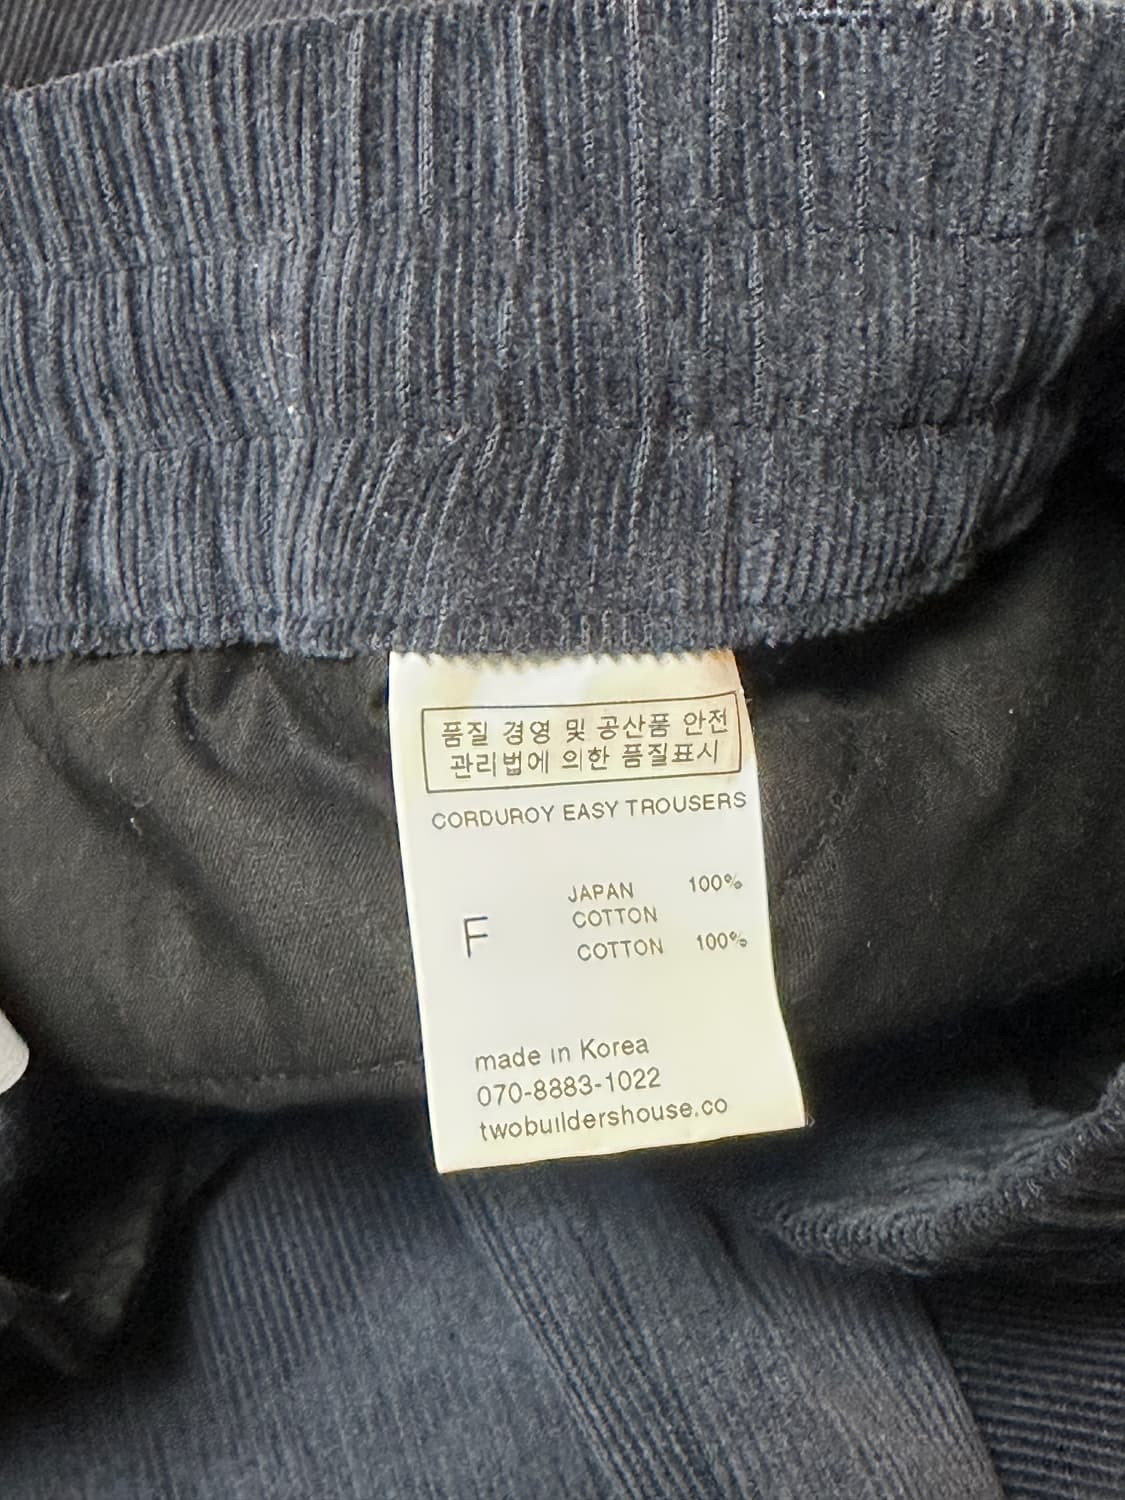 품질 경영 및 공산품 안전
관리법에 의한 품질표시
CORDUROY EASY TROUSERS
F
JAPAN 100%
COTTON
COTTON 100%
made in Korea
070-8883-1022
twobuildershouse.co